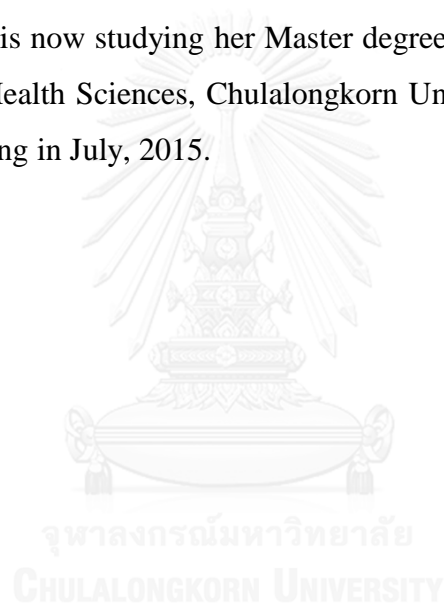 is now studying her Master degree
Health Sciences, Chulalongkorn Un
ng in July, 2015.
จุฬาลงกรณ์มหาวิทยาลัย
CHULALONGKORN UNIVERSITY